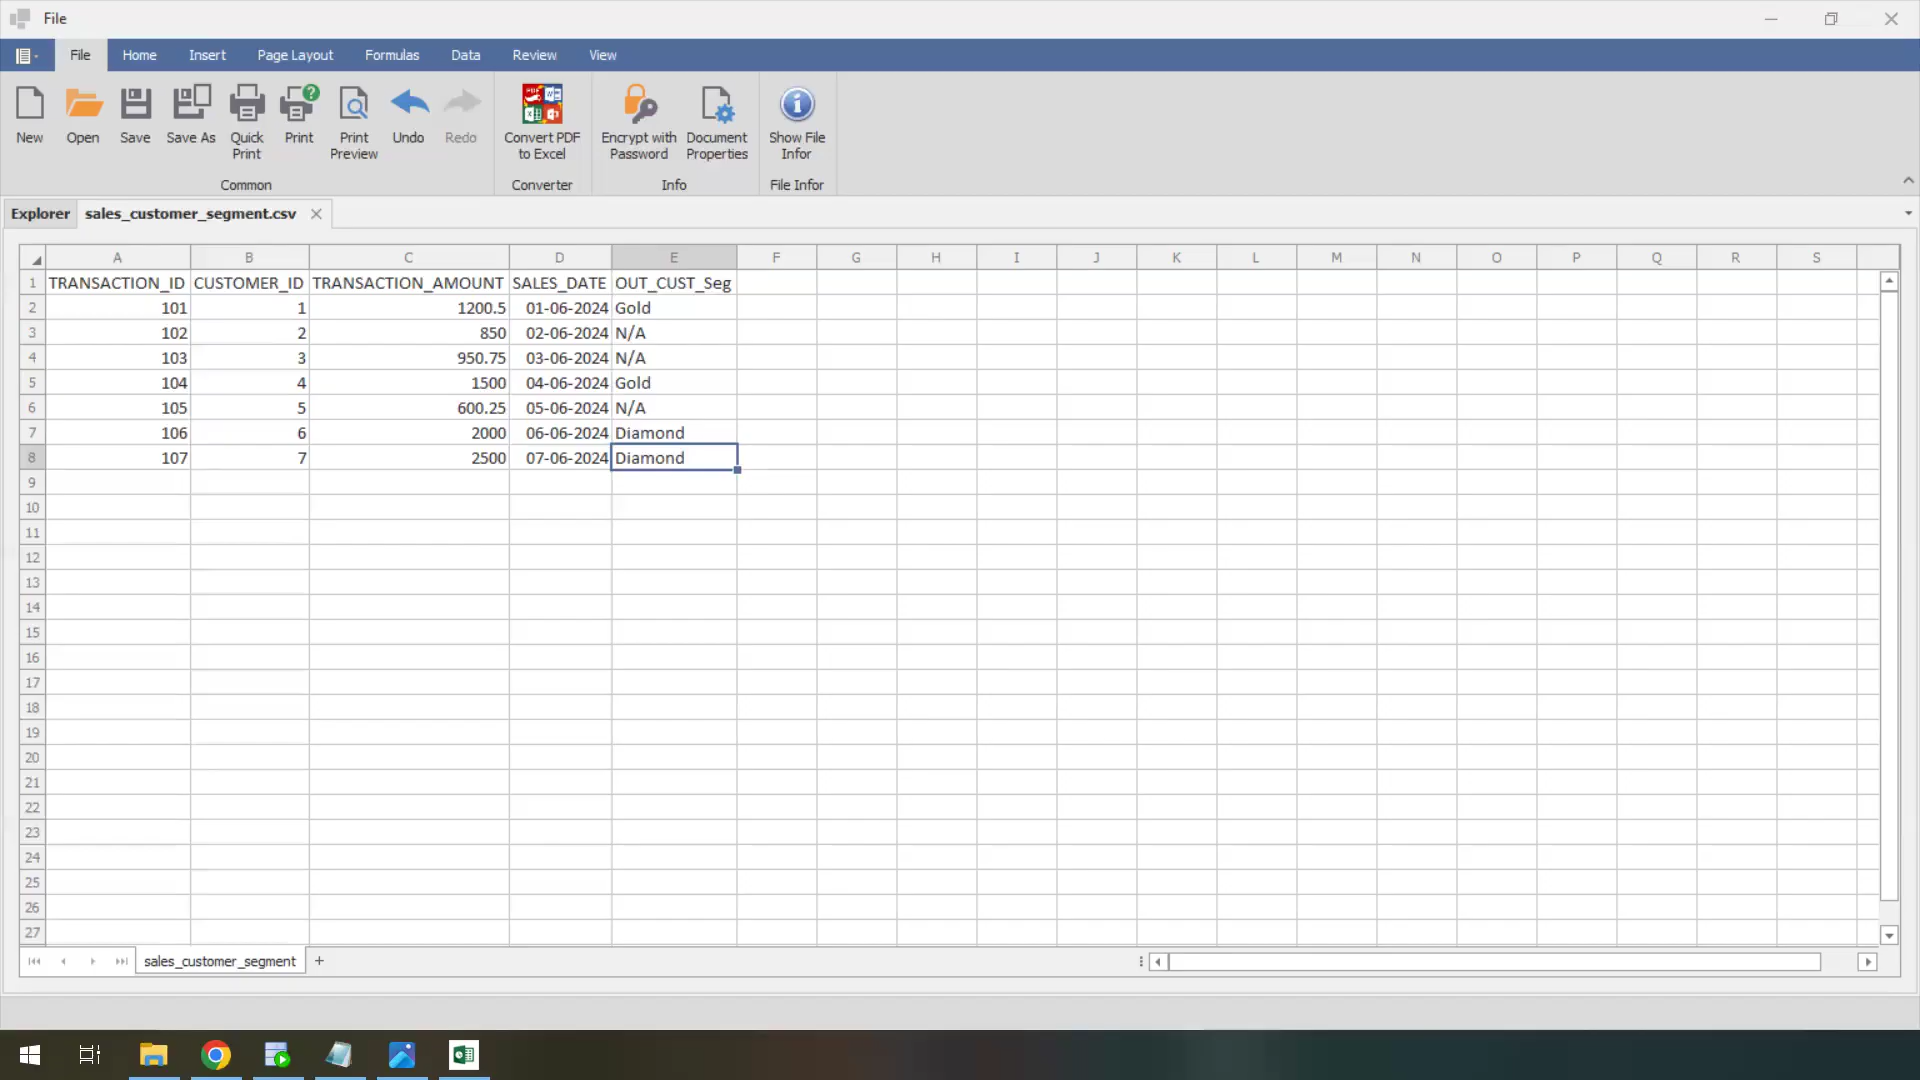 File
File Home Insert Page Layout Formulas Data Review View
New Open Save Save As Quick Print Print Print Preview Undo Redo Convert PDF to Excel Encrypt with Password Document Properties Show File Infor
Common Converter Info File Infor
Explorer sales_customer_segment.csv
A B C D E F G H I J K L M N O P Q R S
1 TRANSACTION_ID CUSTOMER_ID TRANSACTION_AMOUNT SALES_DATE OUT_CUST_Seg
2 101 1 1200.5 01-06-2024 Gold
3 102 2 850 02-06-2024 N/A
4 103 3 950.75 03-06-2024 N/A
5 104 4 1500 04-06-2024 Gold
6 105 5 600.25 05-06-2024 N/A
7 106 6 2000 06-06-2024 Diamond
8 107 7 2500 07-06-2024 Diamond
9
10
11
12
13
14
15
16
17
18
19
20
21
22
23
24
25
26
27
sales_customer_segment +